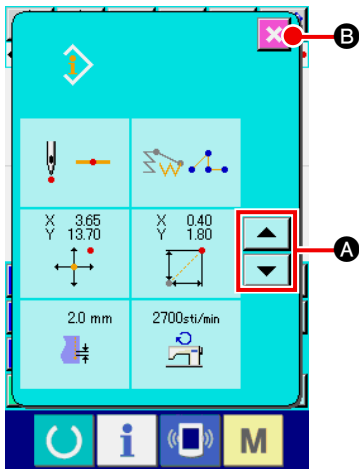 B
X 3.65
Y 13.70
X 0.40
Y 1.80
A
2.0 mm
2700sti/min
i
M